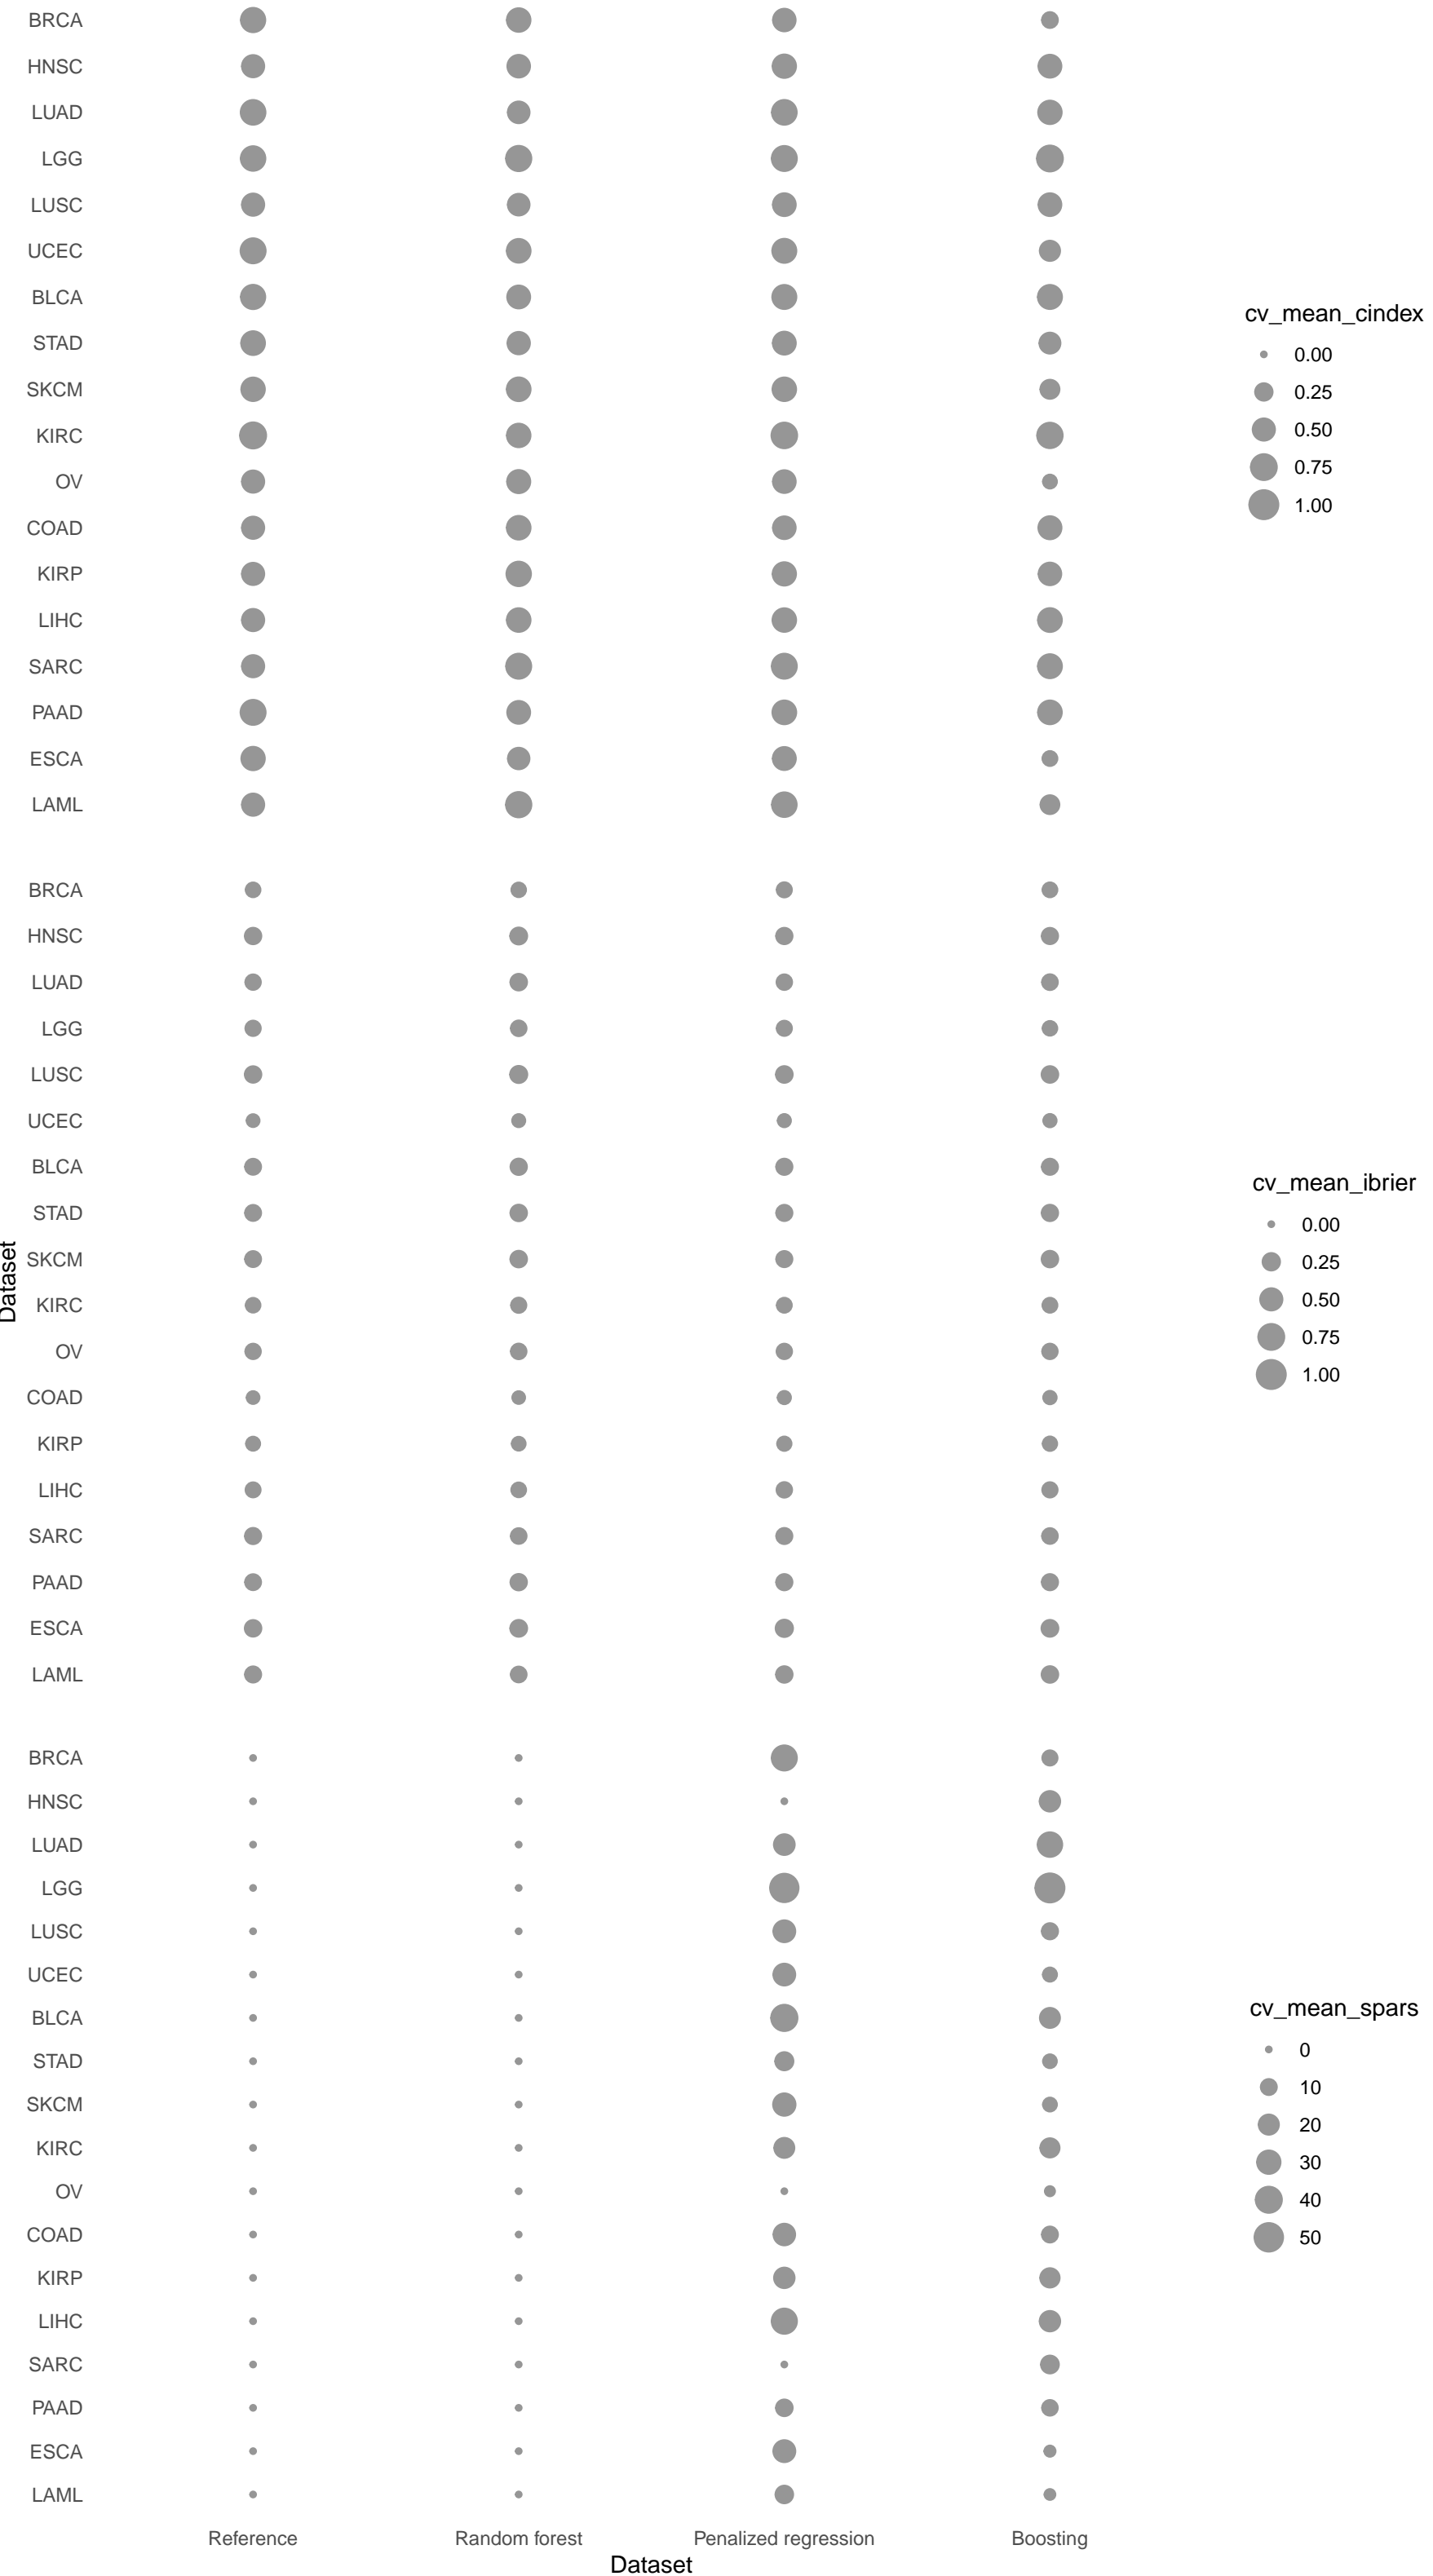 BRCA
HNSC
LUAD
LGG
LUSC
UCEC
BLCA
STAD
SKCM
KIRC
OV
COAD
KIRP
LIHC
SARC
PAAD
ESCA
LAML
cv_mean_cindex
0.00
0.25
0.50
0.75
1.00
BRCA
HNSC
LUAD
LGG
LUSC
UCEC
BLCA
STAD
SKCM
KIRC
OV
COAD
KIRP
LIHC
SARC
PAAD
ESCA
LAML
Dataset
cv_mean_ibrier
0.00
0.25
0.50
0.75
1.00
BRCA
HNSC
LUAD
LGG
LUSC
UCEC
BLCA
STAD
SKCM
KIRC
OV
COAD
KIRP
LIHC
SARC
PAAD
ESCA
LAML
cv_mean_spars
0
10
20
30
40
50
Reference Random forest Penalized regression Boosting
Dataset